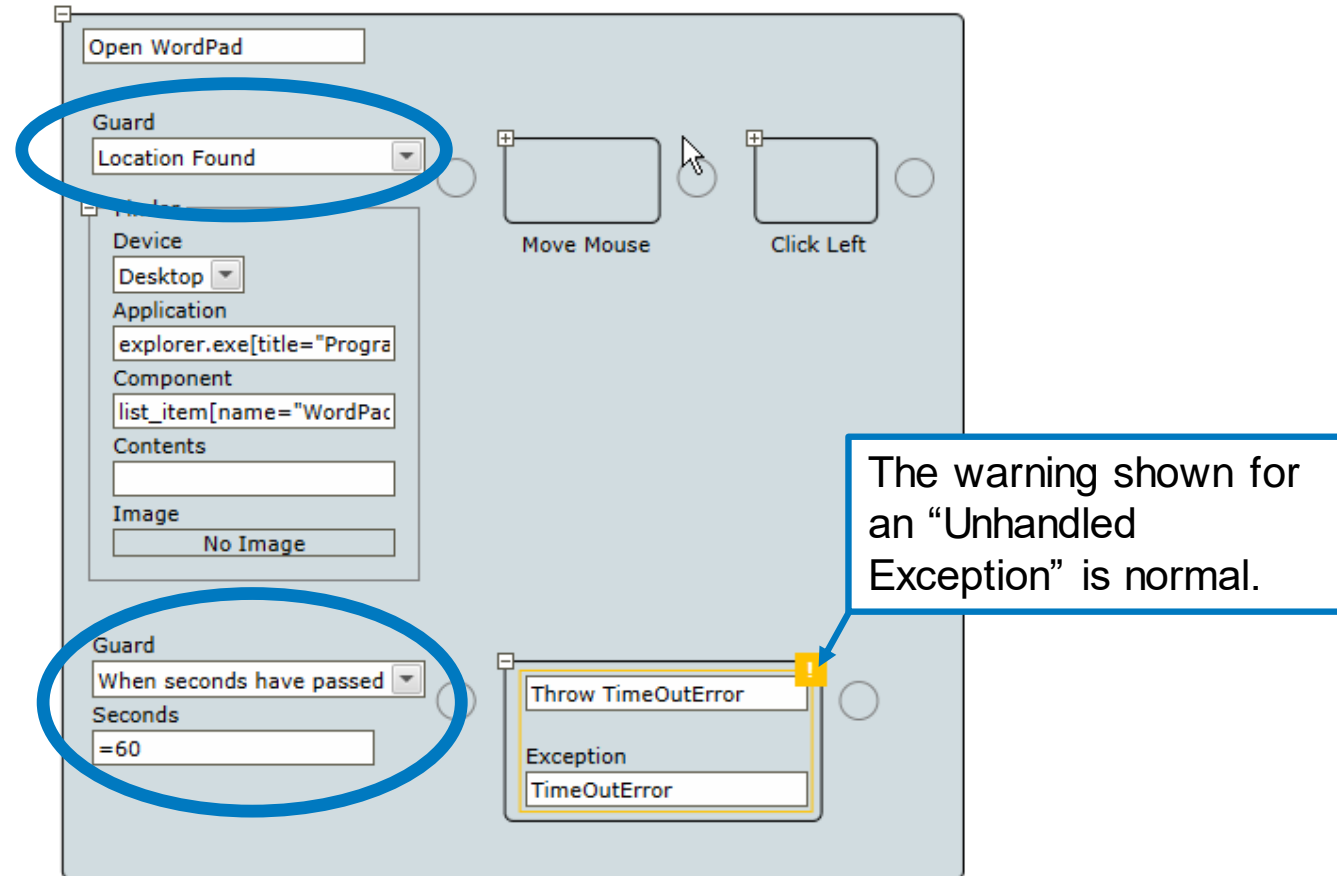 Open WordPad
Guard
Location Found
Move Mouse
Click Left
Device
Desktop
Application
explorer.exe[title="Progra
Component
list_item[name="WordPad
Contents
Image
No Image
The warning shown for
an “Unhandled
Exception” is normal.
Guard
When seconds have passed
Seconds
=60
!
Throw TimeOutError
Exception
TimeOutError